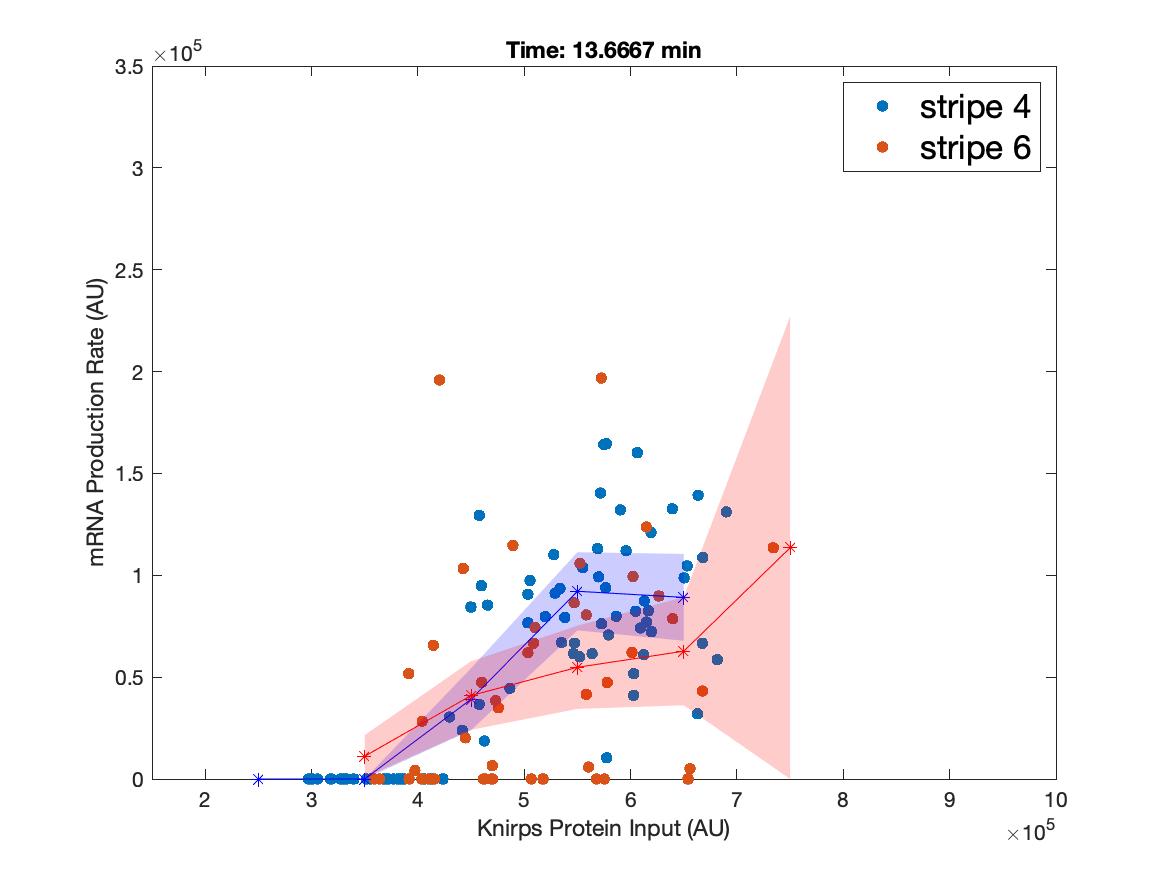 Time: 13.6667 min
×10⁵
3.5
3
2.5
2
1.5
1
0.5
0
mRNA Production Rate (AU)
stripe 4
stripe 6
2 3 4 5 6 7 8 9 10
Knirps Protein Input (AU)
×10⁵